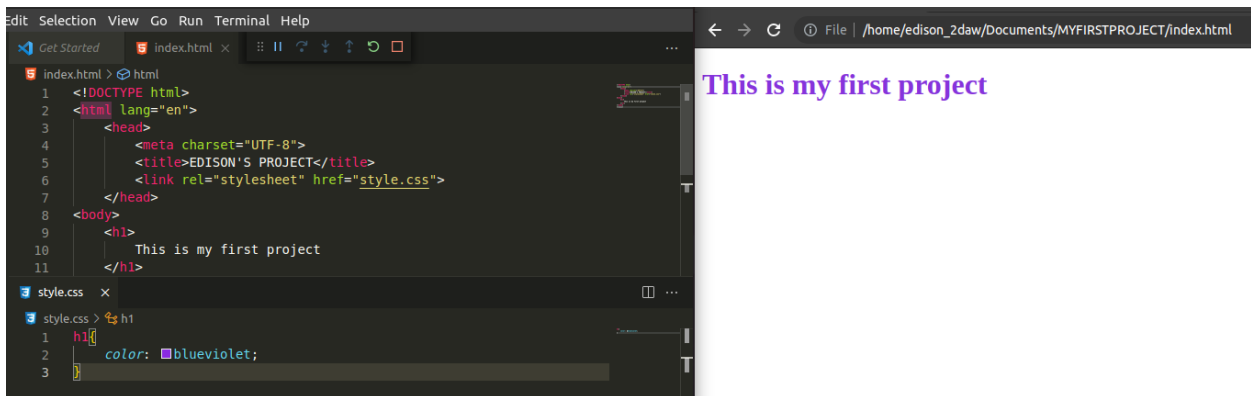 Edit Selection View Go Run Terminal Help
Get Started index.html ×
index.html > html
1 <!DOCTYPE html>
2 <html lang="en">
3 <head>
4 <meta charset="UTF-8">
5 <title>EDISON'S PROJECT</title>
6 <link rel="stylesheet" href="style.css">
7 </head>
8 <body>
9 <h1>
10 This is my first project
11 </h1>
style.css ×
style.css > h1
1 h1{
2 color: blueviolet;
3 }
File | /home/edison_2daw/Documents/MYFIRSTPROJECT/index.html
This is my first project